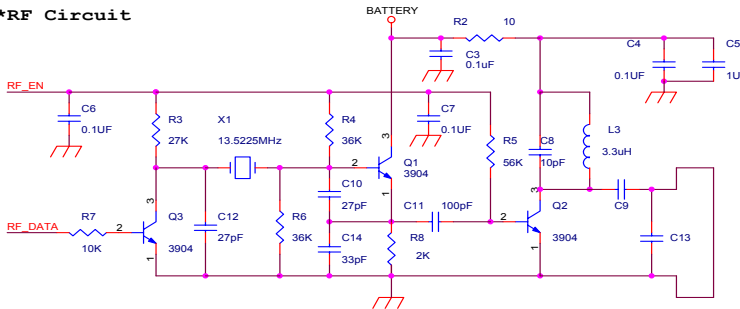 *RF Circuit
BATTERY
R2 10
C3
0.1uF
C4
0.1UF
C5
1U
RF_EN
C6
0.1UF
R3
27K
X1
13.5225MHz
R4
36K
C7
0.1UF
R5
56K
C8
10pF
L3
3.3uH
3
2
1
Q1
3904
C10
27pF
C11 100pF
C9
RF_DATA
R7
10K
3
2
1
Q3
3904
C12
27pF
R6
36K
C14
33pF
R8
2K
3
2
1
Q2
3904
C13